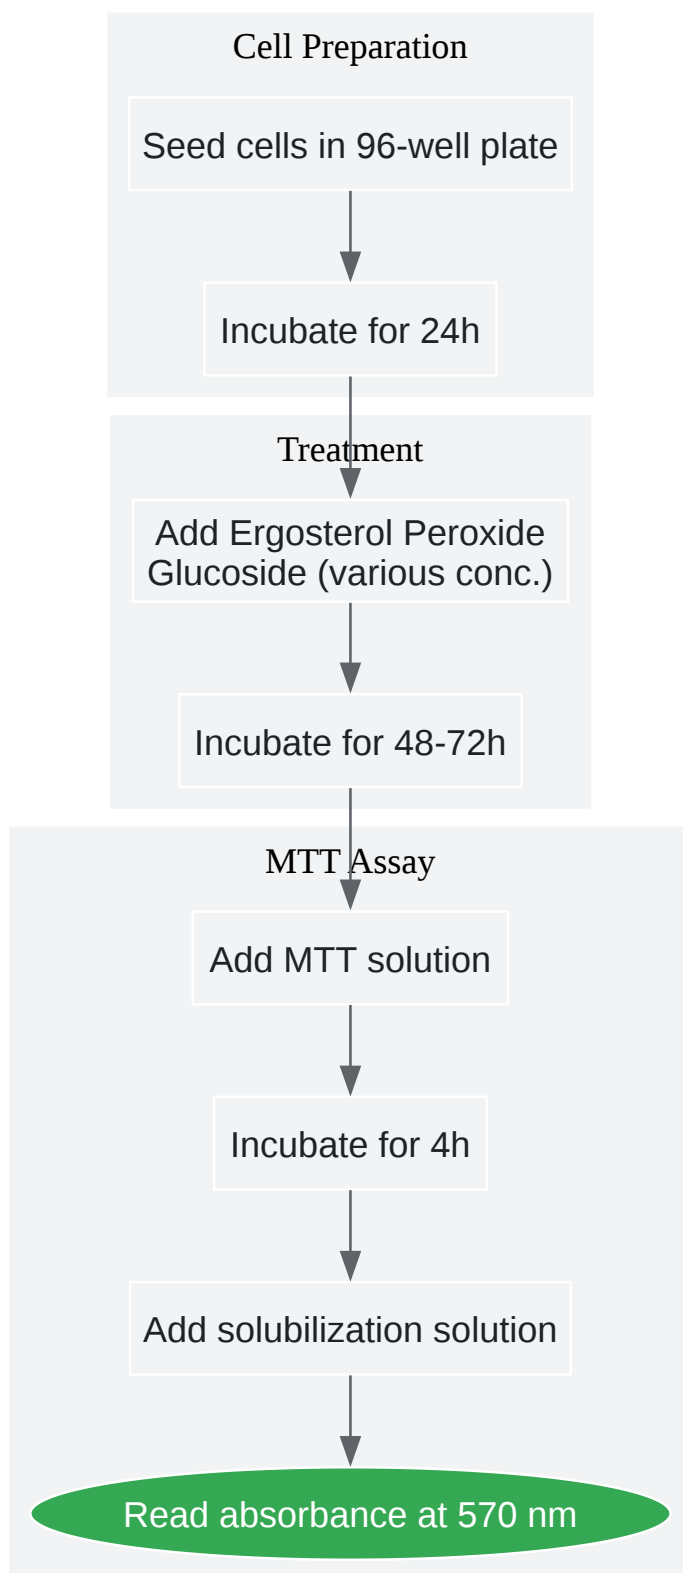 Cell Preparation
Seed cells in 96-well plate
Incubate for 24h
Treatment
Add Ergosterol Peroxide
Glucoside (various conc.)
Incubate for 48-72h
MTT Assay
Add MTT solution
Incubate for 4h
Add solubilization solution
Read absorbance at 570 nm